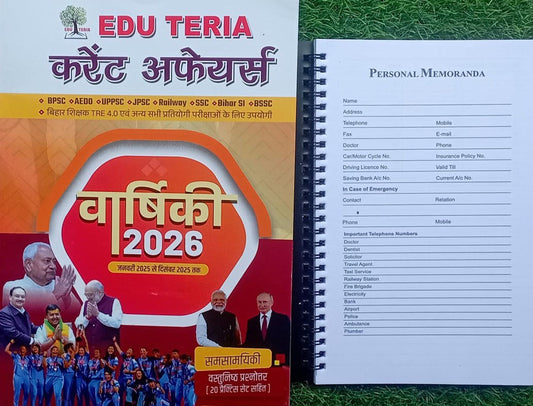 EDU TERIA
EDU TERIA
करेंट अफेयर्स
❖BPSC ❖AEDO ❖UPPSC ❖JPSC ❖Railway ❖SSC ❖Bihar SI ❖BSSC
❖ बिहार शिक्षक TRE 4.0 एवं अन्य सभी प्रतियोगी परीक्षाओं के लिए उपयोगी
वार्षिकी
2026
जनवरी 2025 से दिसंबर 2025 तक
समसामयिकी
वस्तुनिष्ठ प्रश्नोत्तर
[ 20 प्रैक्टिस सेट सहित ]
PERSONAL MEMORANDA
Name
Address
Telephone Mobile
Fax E-mail
Doctor Phone
Car/Motor Cycle No. Insurance Policy No.
Driving Licence No. Valid Till
Saving Bank A/c No. Current A/c No.
In Case of Emergency
Contact Relation
Phone Mobile
Important Telephone Numbers
Doctor
Dentist
Solicitor
Travel Agent
Taxi Service
Railway Station
Fire Brigade
Electricity
Bank
Airport
Police
Ambulance
Plumber